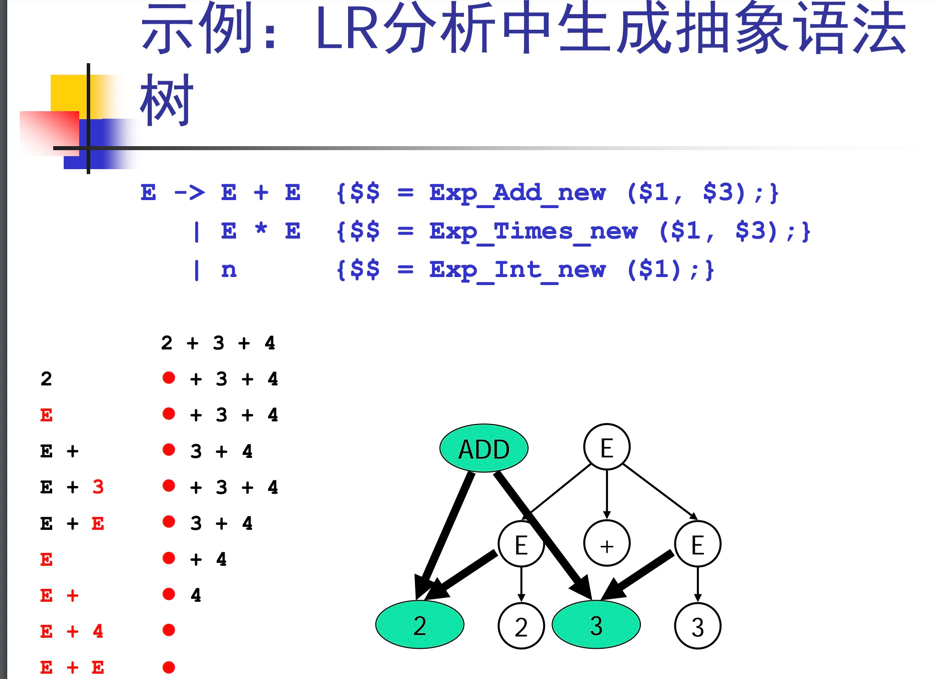 示例：LR分析中生成抽象语法
树
E -> E + E {$$ = Exp_Add_new ($1, $3);}
| E * E {$$ = Exp_Times_new ($1, $3);}
| n {$$ = Exp_Int_new ($1);}
2 + 3 + 4
2 ● + 3 + 4
E ● + 3 + 4
E + ● 3 + 4
E + 3 ● + 3 + 4
E + E ● 3 + 4
E ● + 4
E + ● 4
E + 4 ●
E + E ●
ADD E
E + E
2 2 3 3